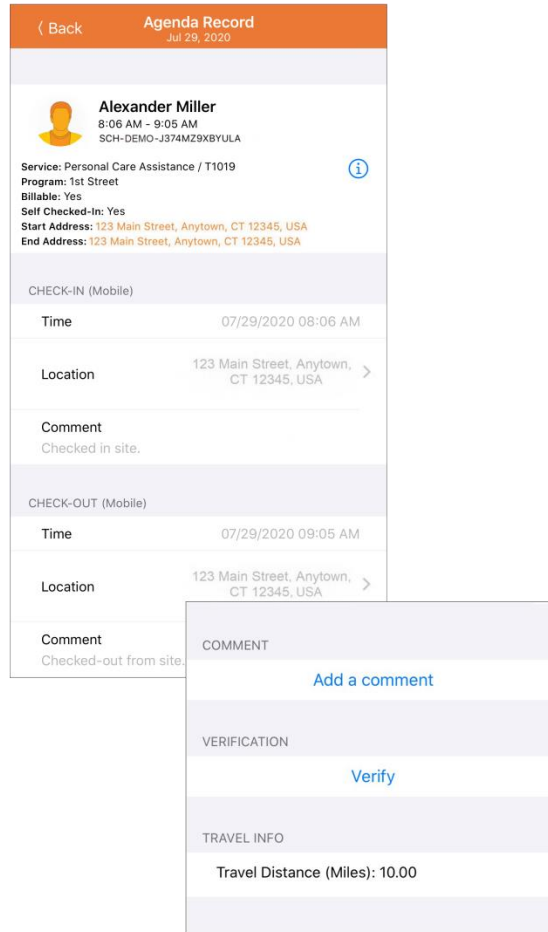 Back
Agenda Record
Jul 29, 2020
Alexander Miller
8:06 AM - 9:05 AM
SCH-DEMO-J374MZ9XBYULA
Service: Personal Care Assistance / T1019
Program: 1st Street
Billable: Yes
Self Checked-In: Yes
Start Address: 123 Main Street, Anytown, CT 12345, USA
End Address: 123 Main Street, Anytown, CT 12345, USA
CHECK-IN (Mobile)
Time 07/29/2020 08:06 AM
Location 123 Main Street, Anytown,
CT 12345, USA
Comment
Checked in site.
CHECK-OUT (Mobile)
Time 07/29/2020 09:05 AM
Location 123 Main Street, Anytown,
CT 12345, USA
Comment
Checked-out from site.
COMMENT
Add a comment
VERIFICATION
Verify
TRAVEL INFO
Travel Distance (Miles): 10.00